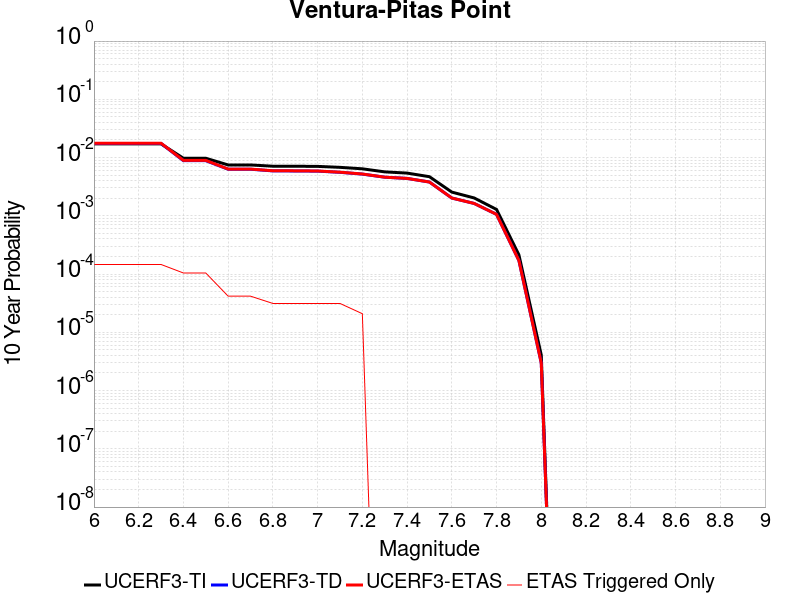 Ventura-Pitas Point
10^0
10^-1
10^-2
10^-3
10^-4
10^-5
10^-6
10^-7
10^-8
10 Year Probability
6 6.2 6.4 6.6 6.8 7 7.2 7.4 7.6 7.8 8 8.2 8.4 8.6 8.8 9
Magnitude
UCERF3-TI UCERF3-TD UCERF3-ETAS ETAS Triggered Only